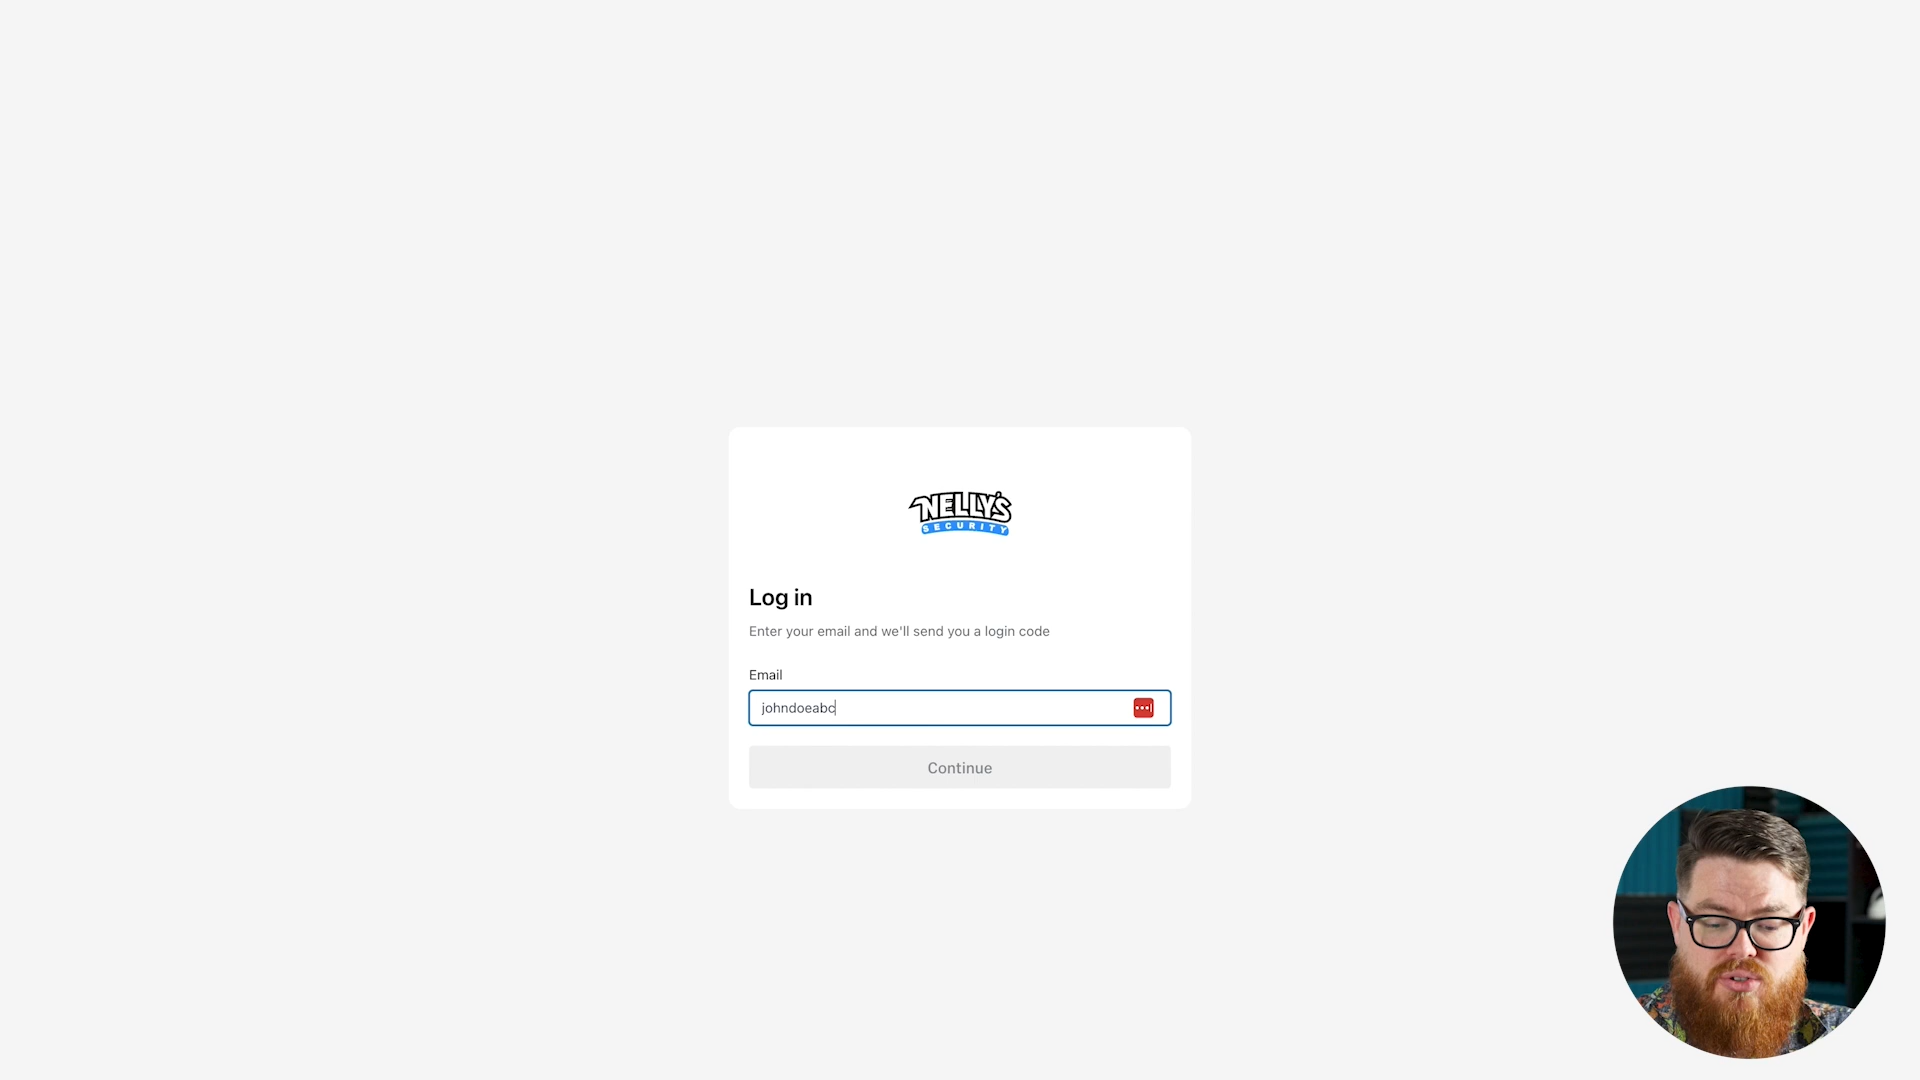 NELLY'S
SECURITY
Log in
Enter your email and we'll send you a login code
Email
johndoeabc
Continue